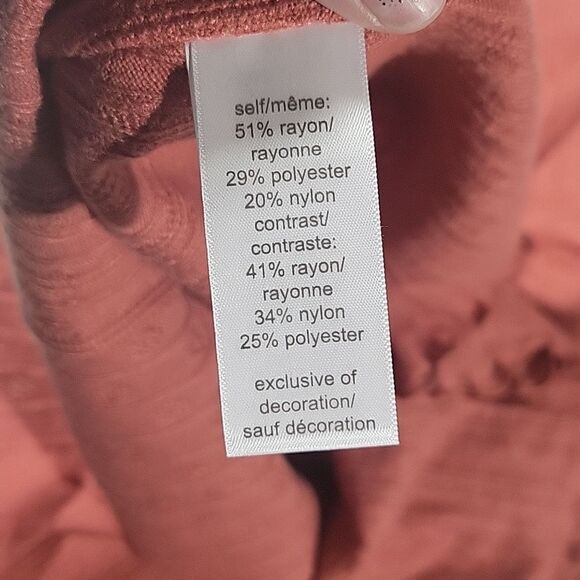 self/même:
51% rayon/
rayonne
29% polyester
20% nylon
contrast/
contraste:
41% rayon/
rayonne
34% nylon
25% polyester
exclusive of
decoration/
sauf décoration